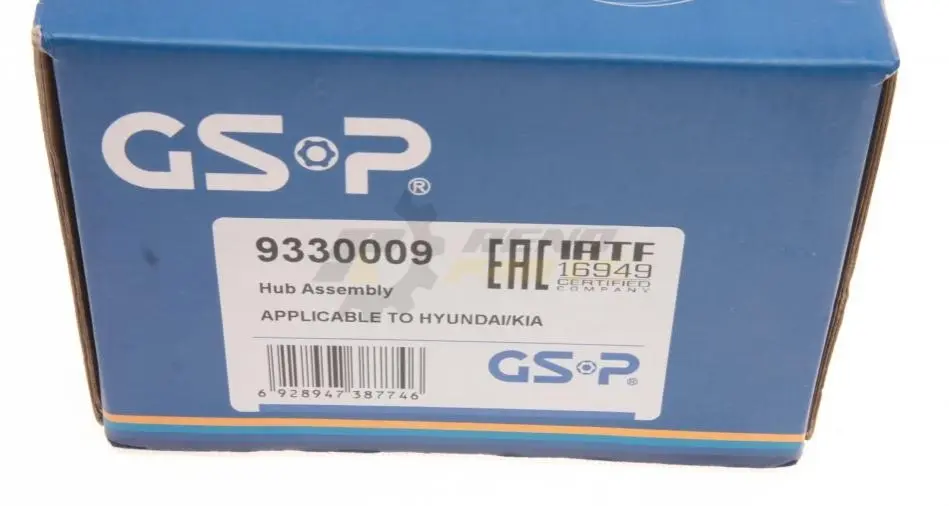 GSP®
9330009
Hub Assembly
APPLICABLE TO HYUNDAI/KIA
6 928947 387746
EAC
IATF
16949
CERTIFIED
COMPANY
GSP®